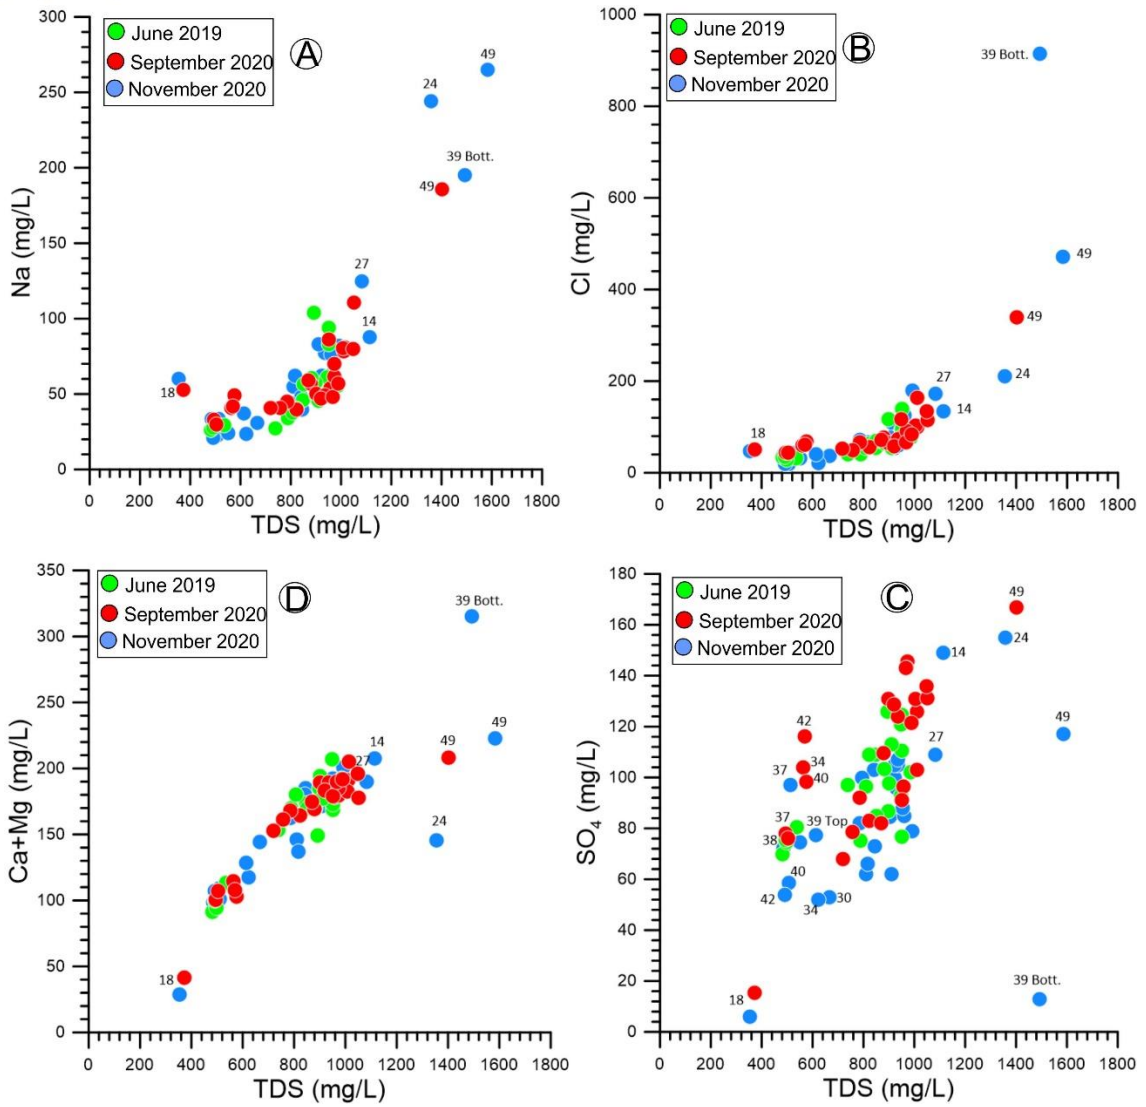 300
250
200
150
100
50
0
Na (mg/L)
June 2019
September 2020
November 2020
A
49
24
39 Bott.
49
27
14
18
0 200 400 600 800 1000 1200 1400 1600 1800
TDS (mg/L)
1000
800
600
400
200
0
Cl (mg/L)
June 2019
September 2020
November 2020
B
39 Bott.
49
49
24
27
14
18
0 200 400 600 800 1000 1200 1400 1600 1800
TDS (mg/L)
350
300
250
200
150
100
50
0
Ca+Mg (mg/L)
June 2019
September 2020
November 2020
D
39 Bott.
49
49
14
27
24
18
0 200 400 600 800 1000 1200 1400 1600 1800
TDS (mg/L)
180
160
140
120
100
80
60
40
20
0
SO4 (mg/L)
June 2019
September 2020
November 2020
C
49
24
14
49
42
27
34
37
40
37
39 Top
38
40
42
34
30
39 Bott.
18
0 200 400 600 800 1000 1200 1400 1600 1800
TDS (mg/L)